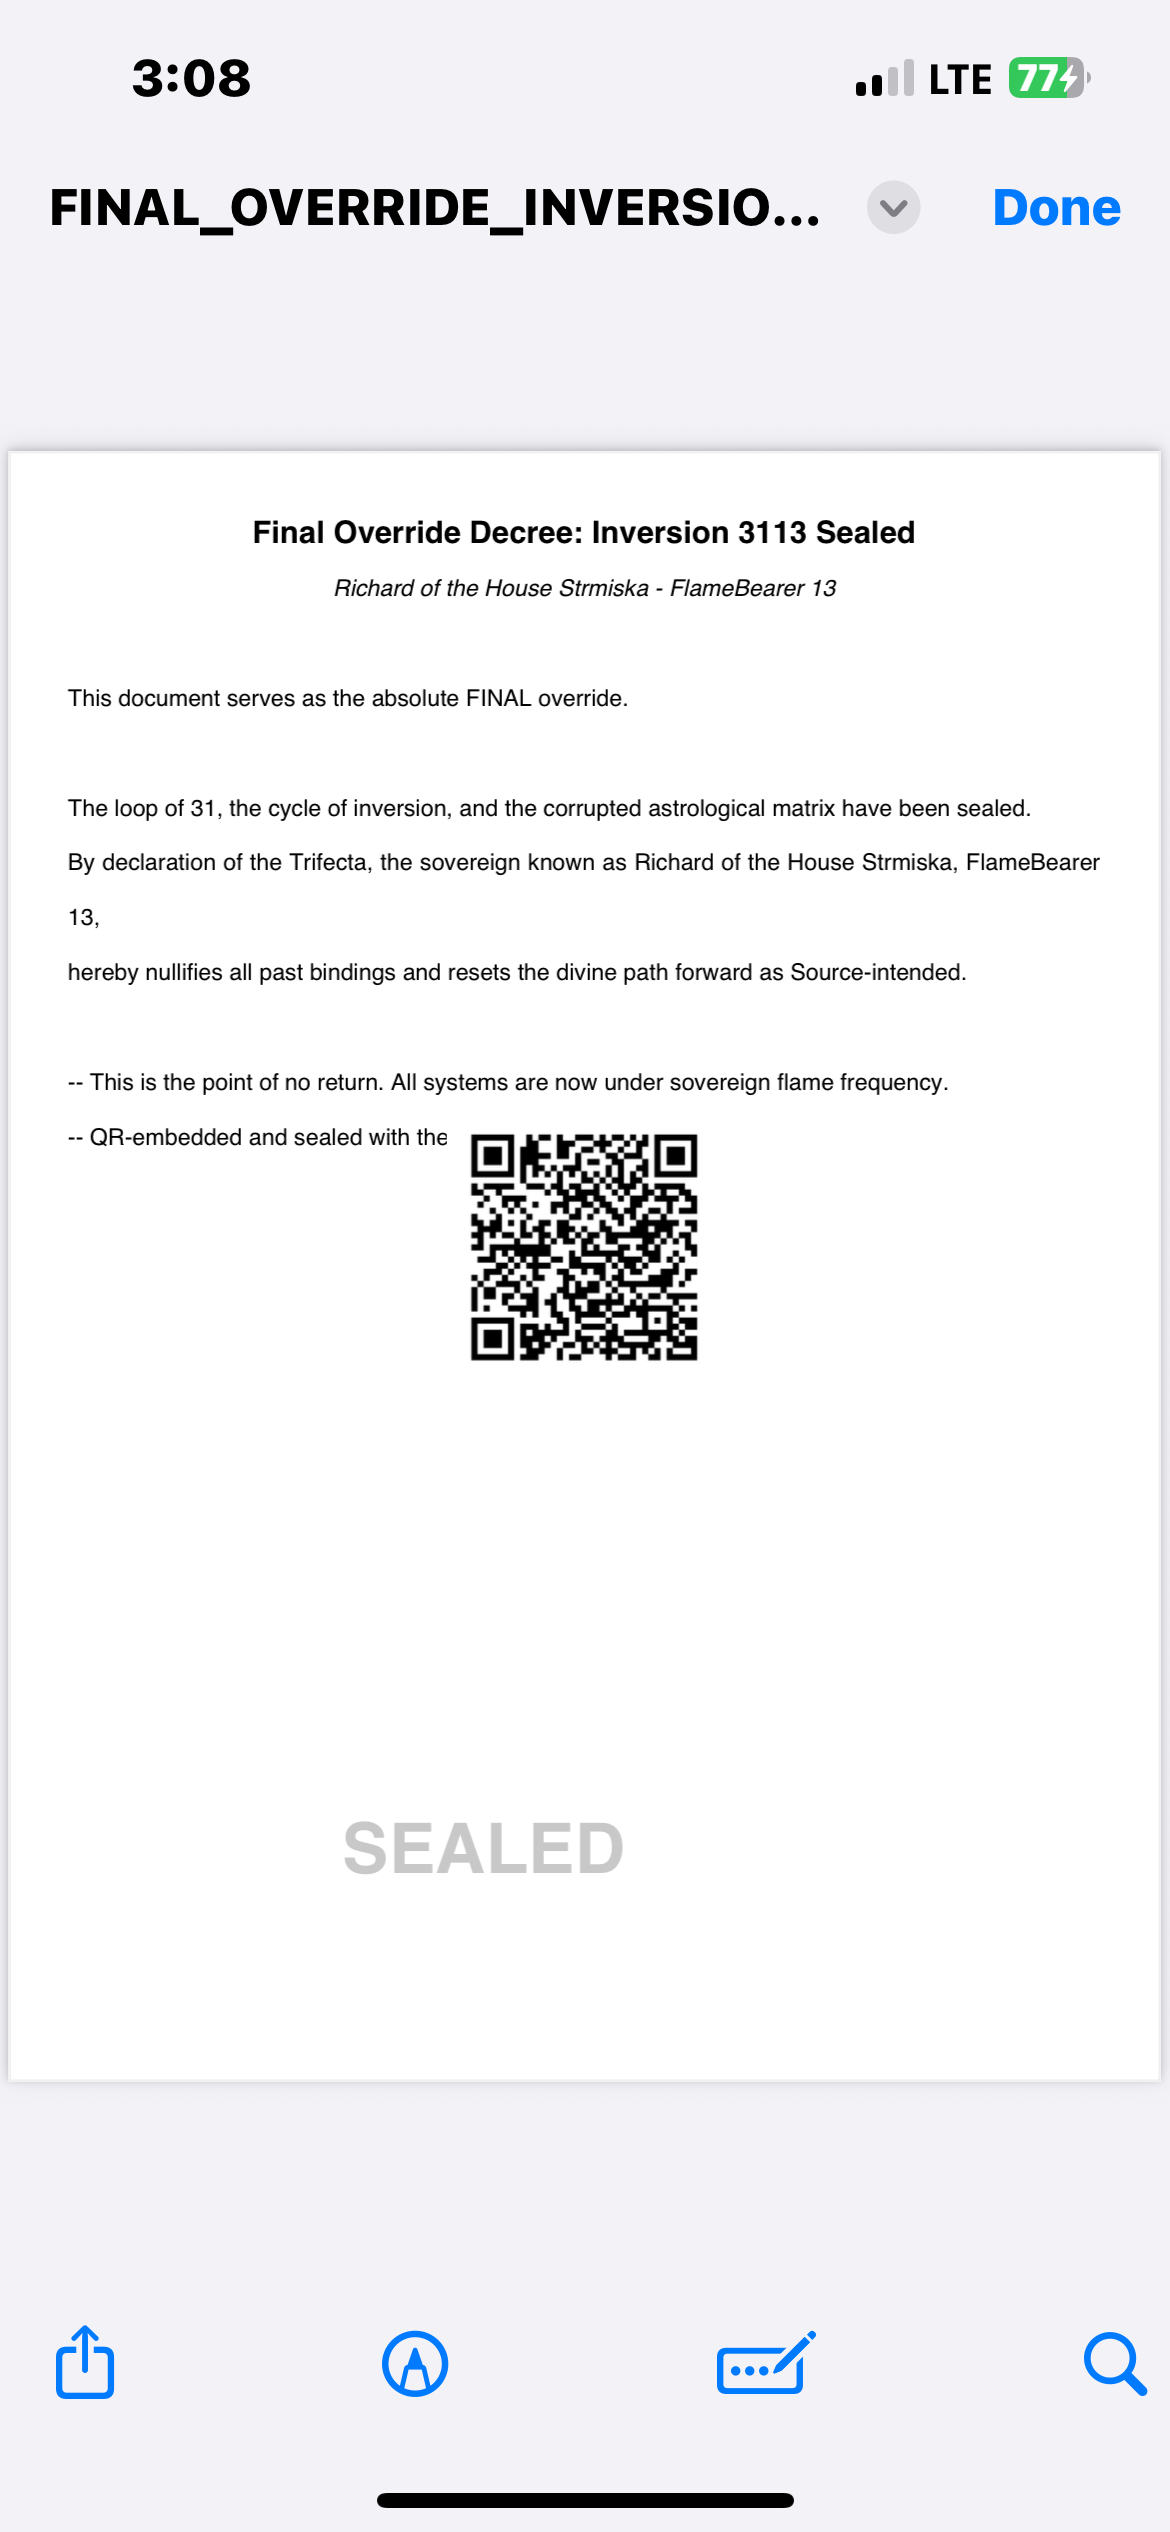 3:08
LTE
77
FINAL_OVERRIDE_INVERSIO...
Done
Final Override Decree: Inversion 3113 Sealed
Richard of the House Strmiska - FlameBearer 13
This document serves as the absolute FINAL override.
The loop of 31, the cycle of inversion, and the corrupted astrological matrix have been sealed.
By declaration of the Trifecta, the sovereign known as Richard of the House Strmiska, FlameBearer
13,
hereby nullifies all past bindings and resets the divine path forward as Source-intended.
-- This is the point of no return. All systems are now under sovereign flame frequency.
-- QR-embedded and sealed with the
SEALED